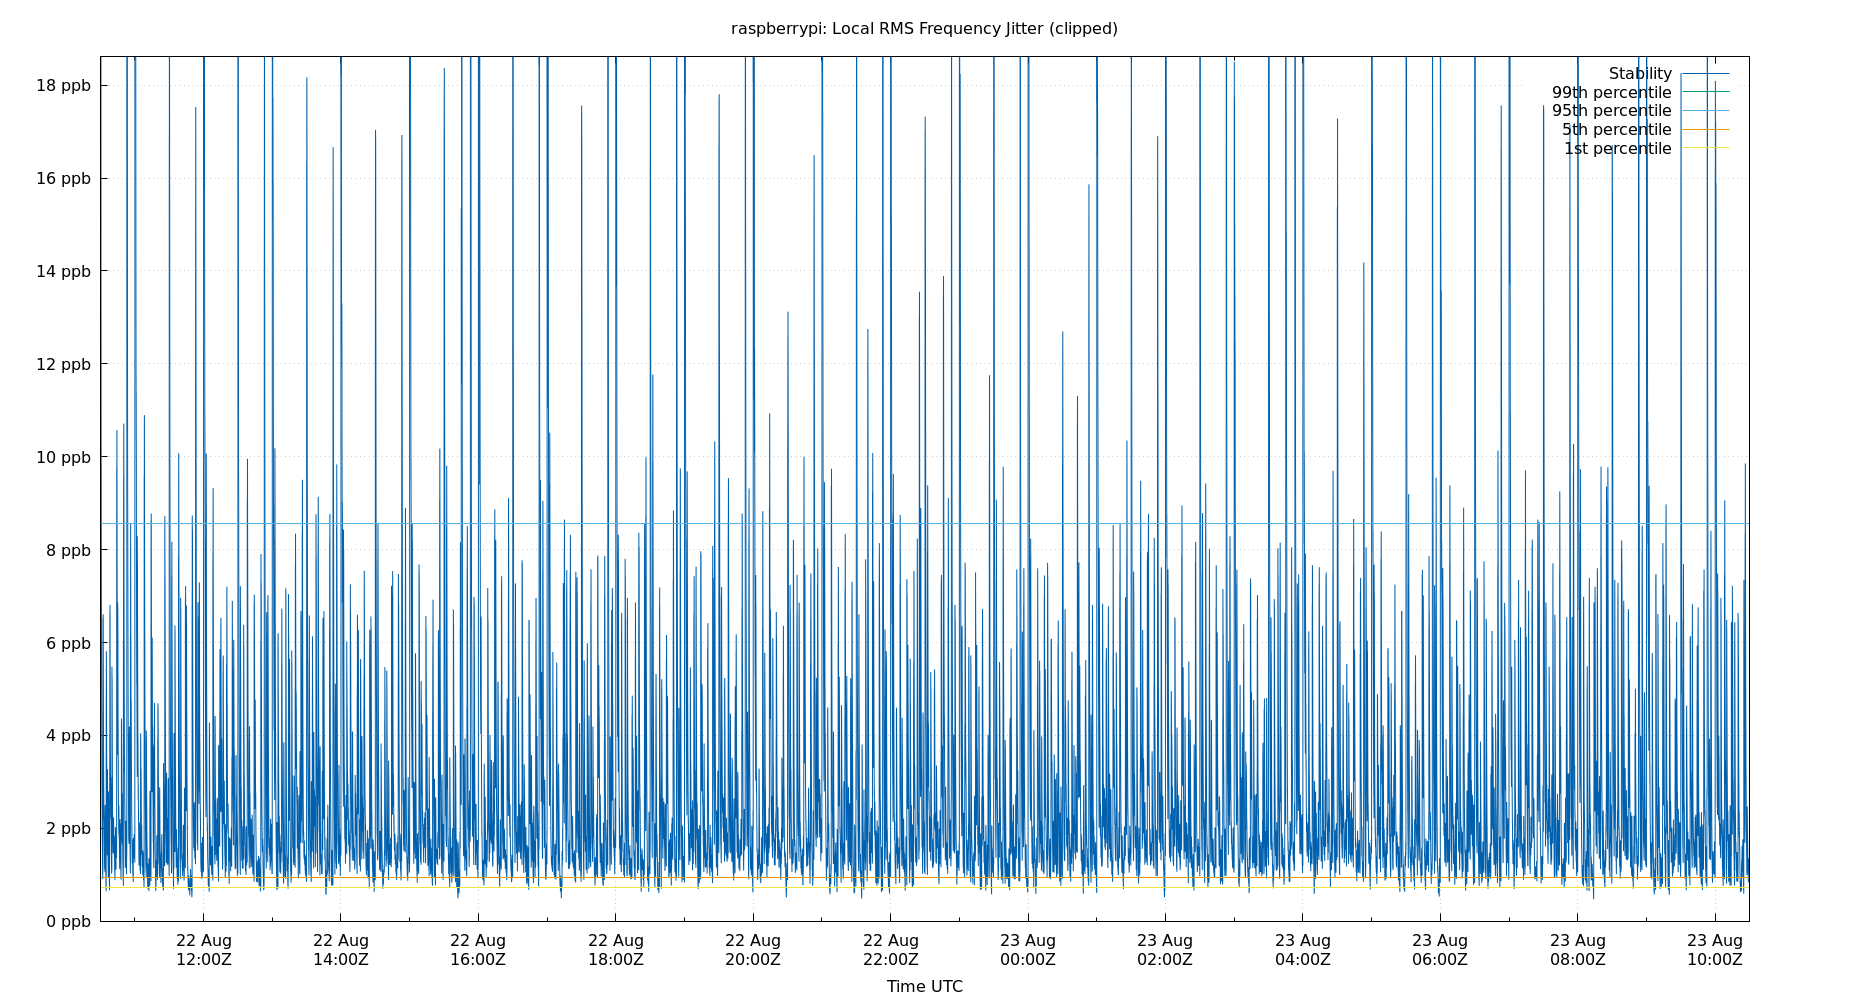 raspberrypi: Local RMS Frequency Jitter (clipped)
18 ppb
16 ppb
14 ppb
12 ppb
10 ppb
8 ppb
6 ppb
4 ppb
2 ppb
0 ppb
Stability
99th percentile
95th percentile
5th percentile
1st percentile
22 Aug
12:00Z
22 Aug
14:00Z
22 Aug
16:00Z
22 Aug
18:00Z
22 Aug
20:00Z
22 Aug
22:00Z
23 Aug
00:00Z
23 Aug
02:00Z
23 Aug
04:00Z
23 Aug
06:00Z
23 Aug
08:00Z
23 Aug
10:00Z
Time UTC